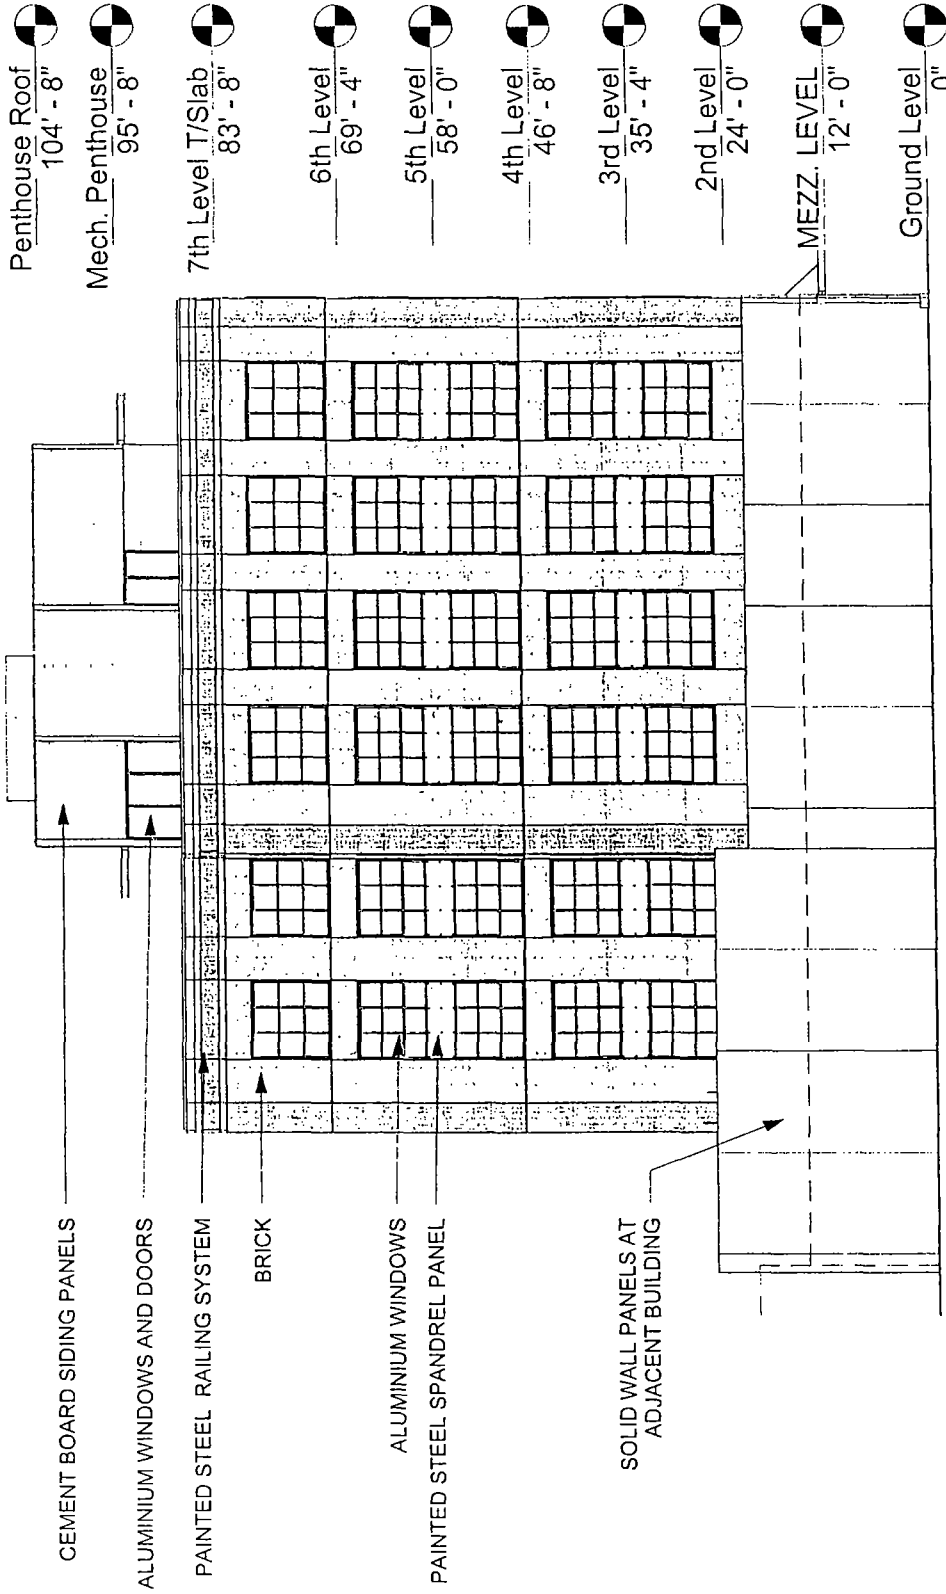 Penthouse Roof
104' - 8"
Mech. Penthouse
95' - 8"
7th Level T/Slab
83' - 8"
6th Level
69' - 4"
5th Level
58' - 0"
4th Level
46' - 8"
3rd Level
35' - 4"
2nd Level
24' - 0"
MEZZ. LEVEL
12' - 0"
Ground Level
0"
CEMENT BOARD SIDING PANELS
ALUMINIUM WINDOWS AND DOORS
PAINTED STEEL RAILING SYSTEM
BRICK
ALUMINIUM WINDOWS
PAINTED STEEL SPANDREL PANEL
SOLID WALL PANELS AT
ADJACENT BUILDING